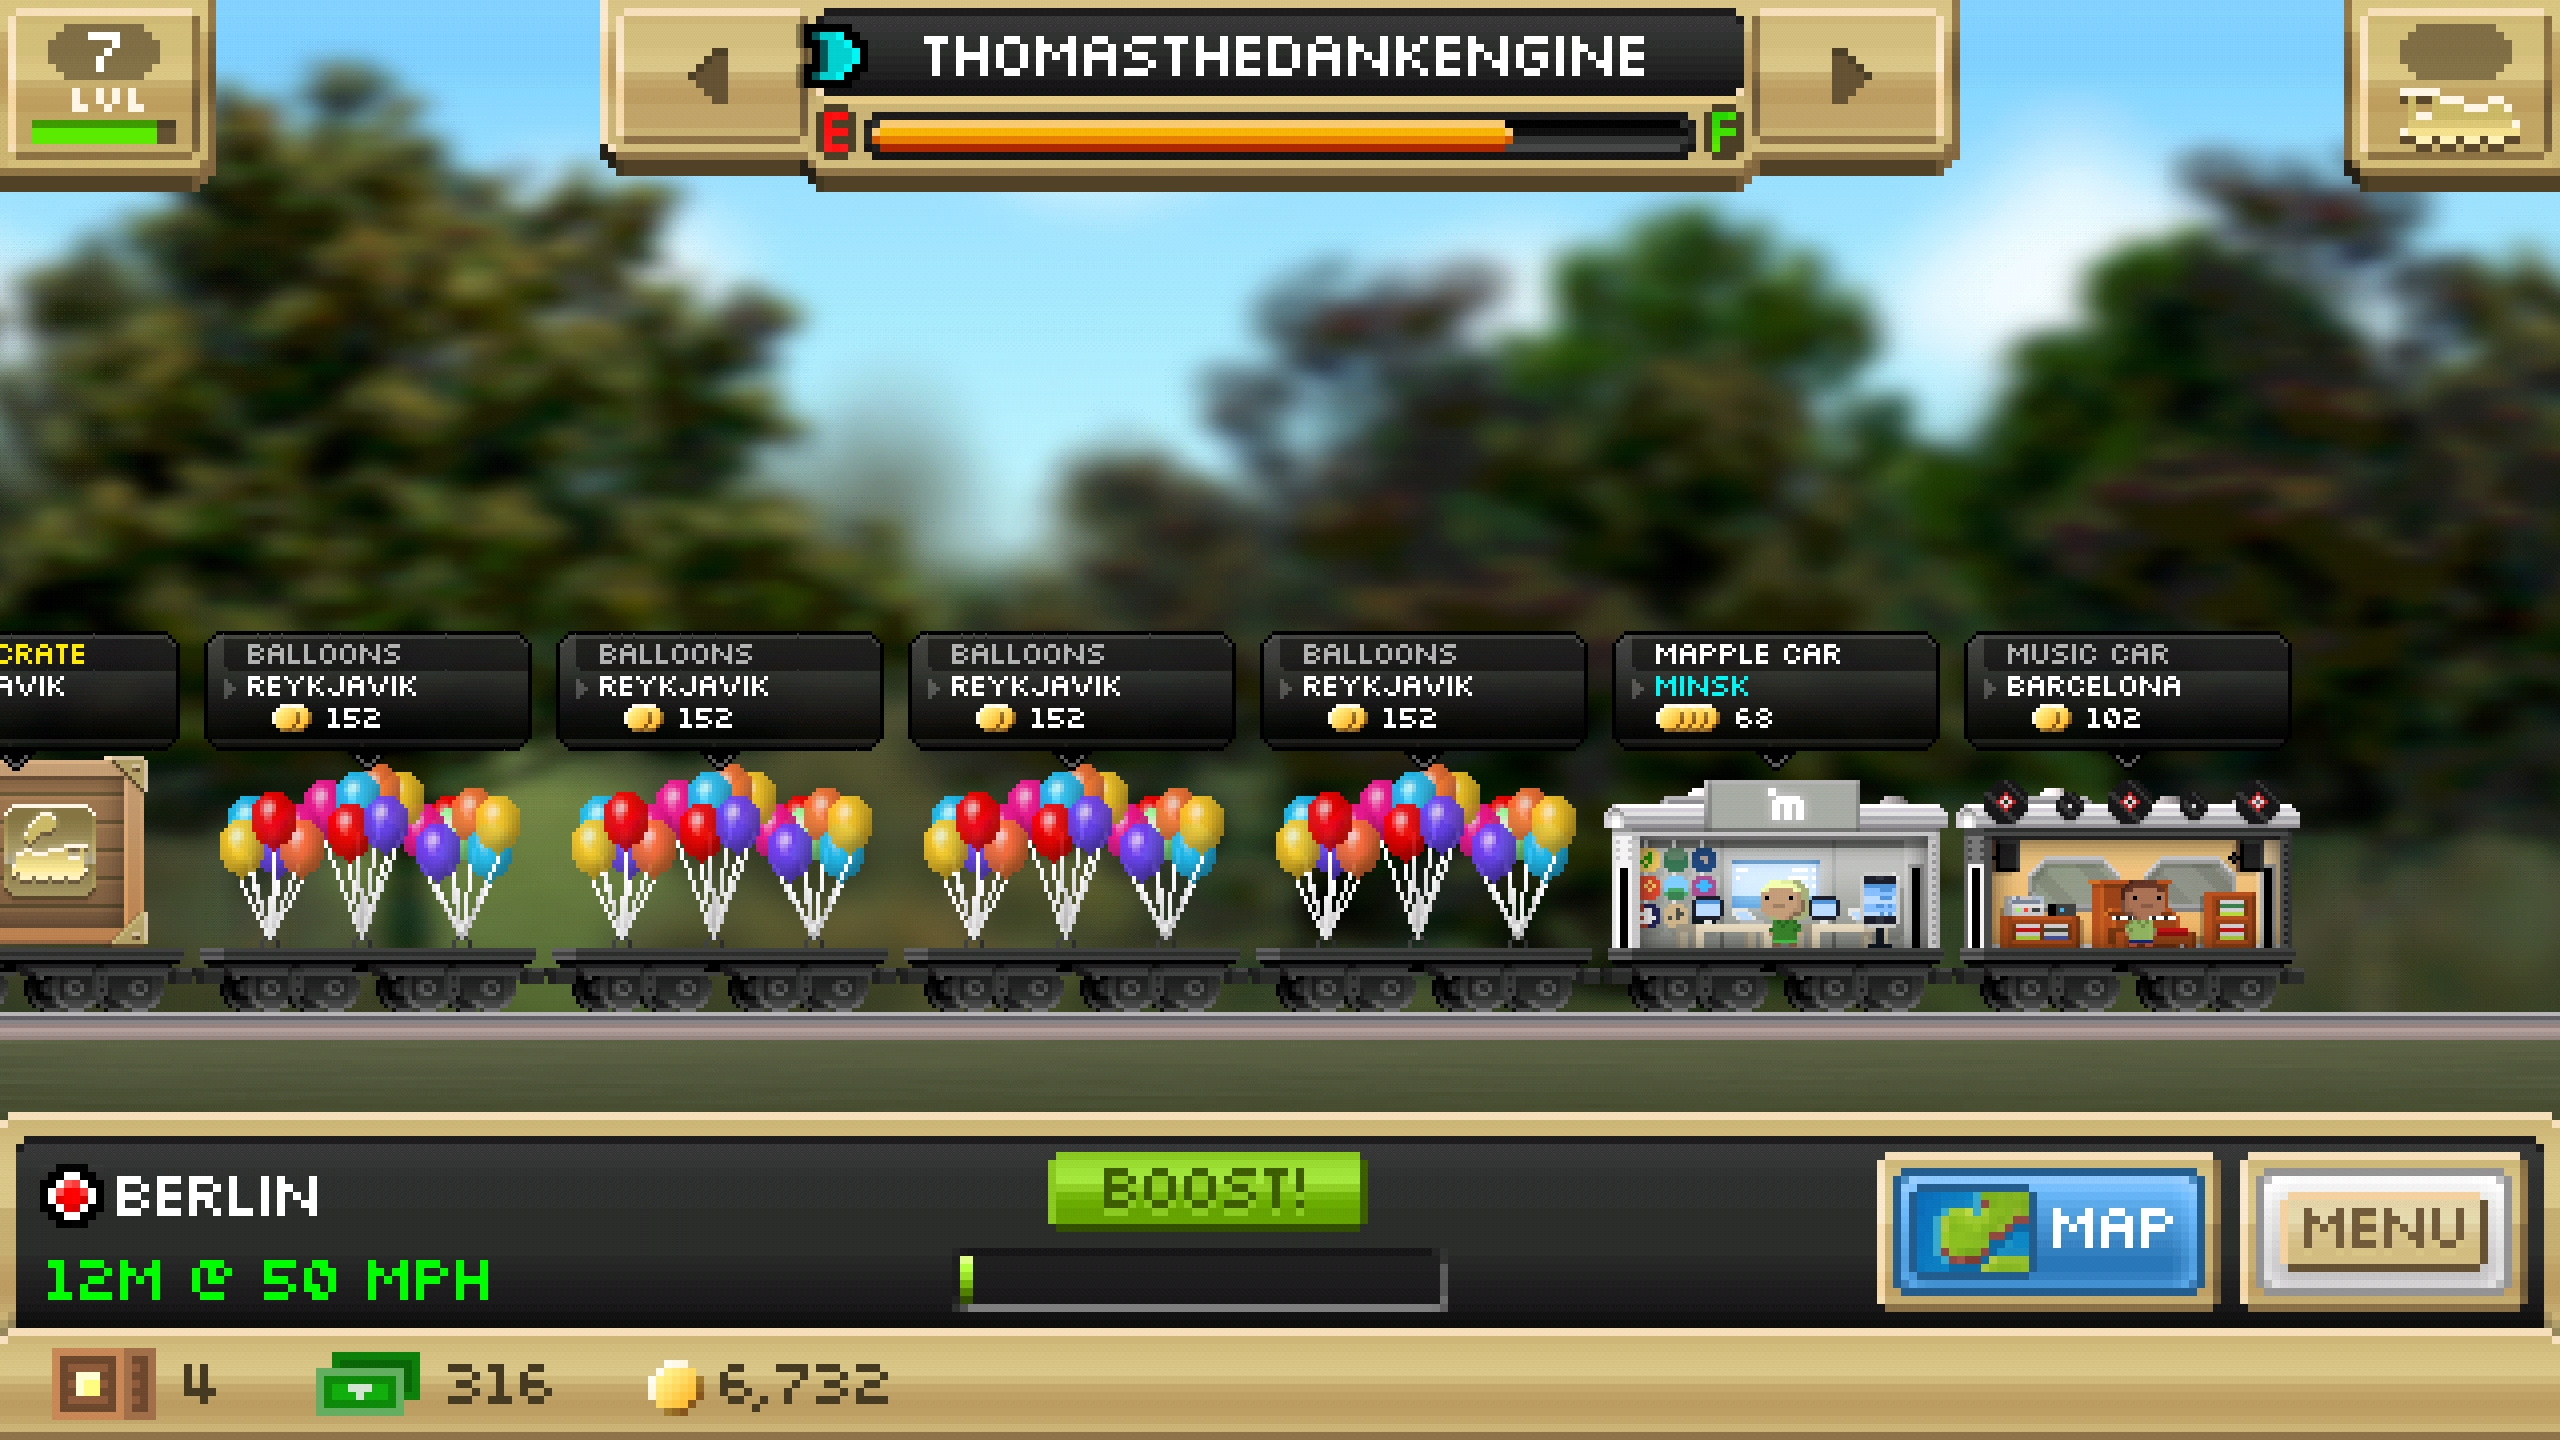 7
LVL
THOMASTHEDANKENGINE
E
F
CRATE
AVIK
BALLOONS
REYKJAVIK
152
BALLOONS
REYKJAVIK
152
BALLOONS
REYKJAVIK
152
BALLOONS
REYKJAVIK
152
MAPPLE CAR
MINSK
68
MUSIC CAR
BARCELONA
102
m
BERLIN
12M @ 50 MPH
BOOST!
MAP
MENU
4
316
6,732